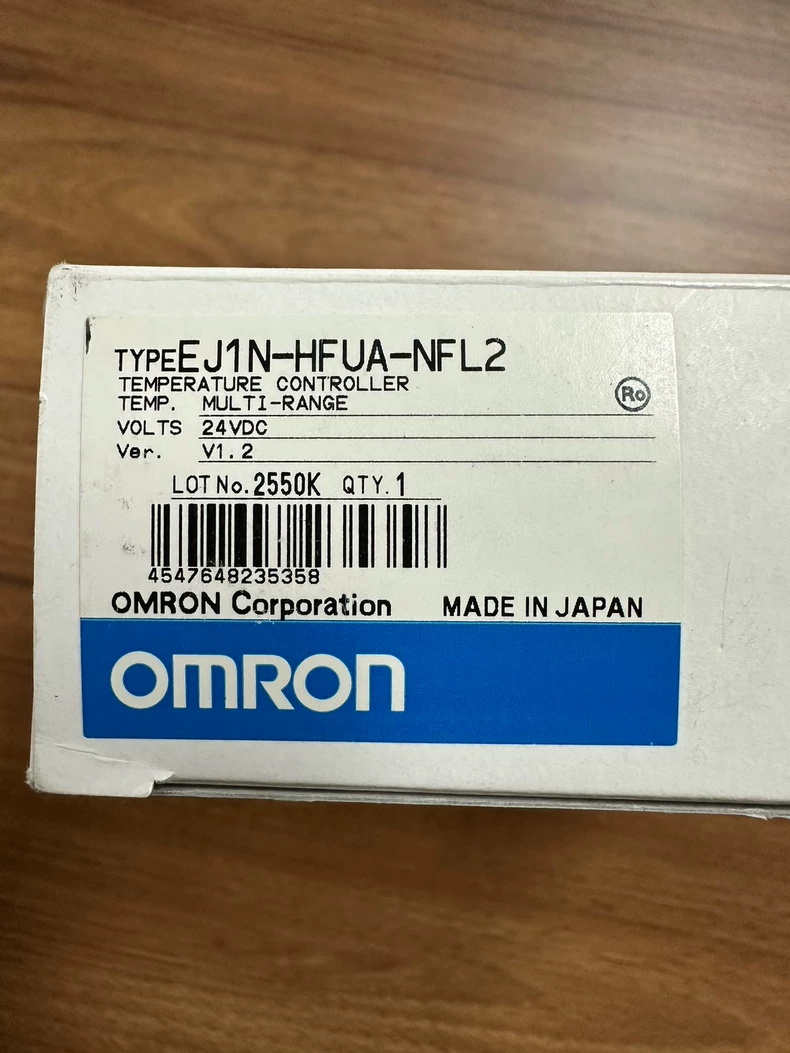 TYPE EJ1N-HFUA-NFL2
TEMPERATURE CONTROLLER
TEMP. MULTI-RANGE
Ro
VOLTS 24VDC
Ver. V1.2
LOT No. 2550K QTY. 1
4547648235358
OMRON Corporation MADE IN JAPAN
OMRON